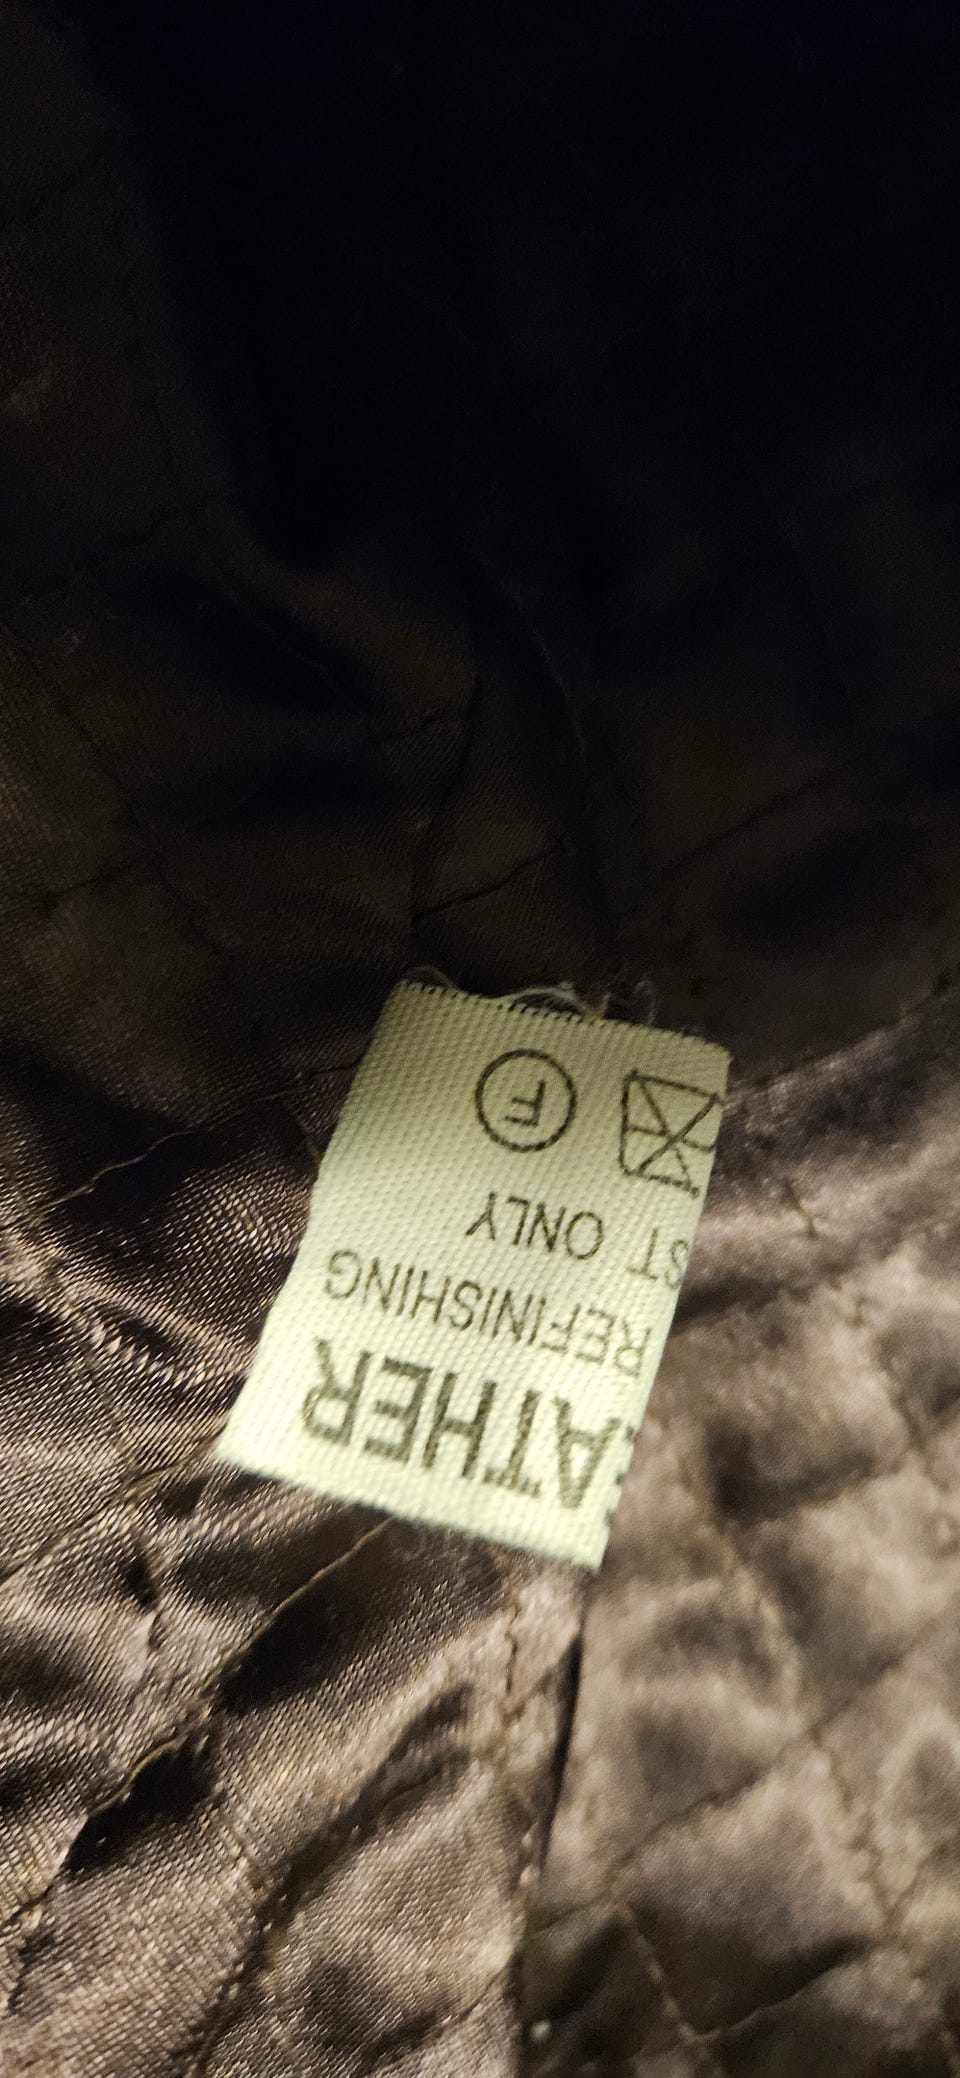 ATHER
REFINISHING
ST ONLY
F